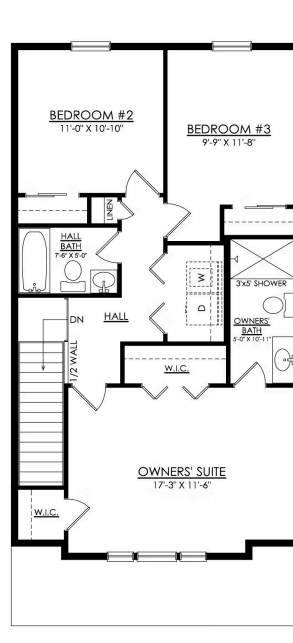 BEDROOM #2
11'-0" X 10'-10"
BEDROOM #3
9'-9" X 11'-8"
LINEN
HALL
BATH
7'-6" X 5'-0"
W
D
3'x5' SHOWER
DN
HALL
1/2 WALL
OWNERS'
BATH
5'-0" X 10'-11"
W.I.C.
OWNERS' SUITE
17'-3" X 11'-6"
W.I.C.